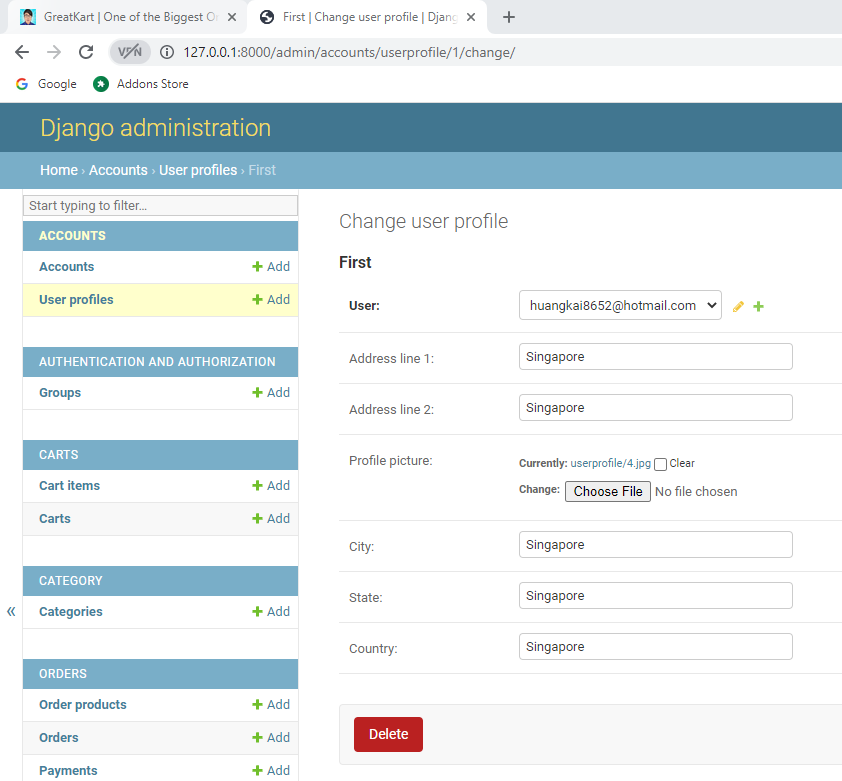 GreatKart | One of the Biggest O
First | Change user profile | Djang
VPN
127.0.0.1:8000/admin/accounts/userprofile/1/change/
Google
Addons Store
Django administration
Home › Accounts › User profiles › First
Start typing to filter...
ACCOUNTS
Accounts
Add
User profiles
Add
AUTHENTICATION AND AUTHORIZATION
Groups
Add
CARTS
Cart items
Add
Carts
Add
CATEGORY
Categories
Add
ORDERS
Order products
Add
Orders
Add
Payments
Add
«
Change user profile
First
User:
huangkai8652@hotmail.com
Address line 1:
Singapore
Address line 2:
Singapore
Profile picture:
Currently: userprofile/4.jpg Clear
Change: Choose File No file chosen
City:
Singapore
State:
Singapore
Country:
Singapore
Delete